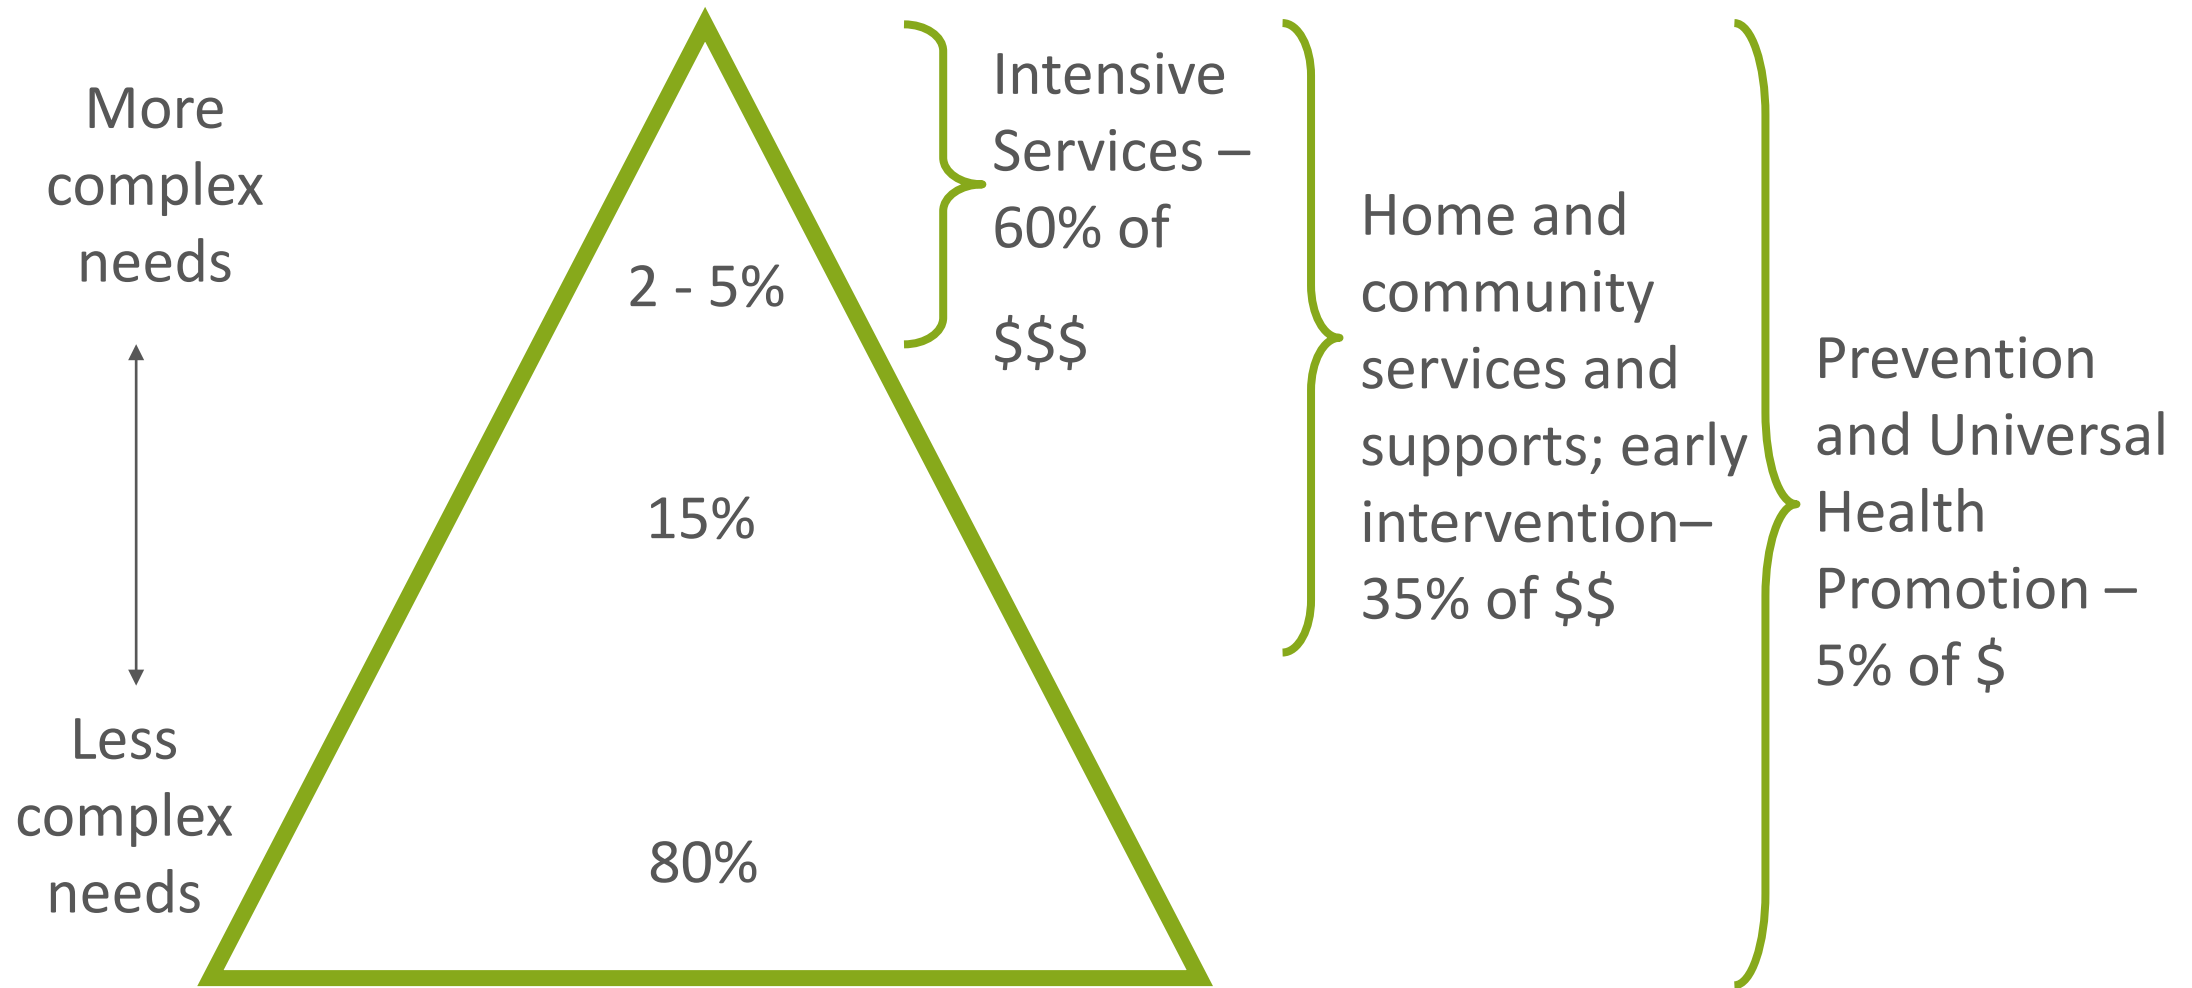 More
complex
needs
Less
complex
needs
2 - 5%
15%
80%
Intensive
Services –
60% of
$$$
Home and
community
services and
supports; early
intervention–
35% of $$
Prevention
and Universal
Health
Promotion –
5% of $